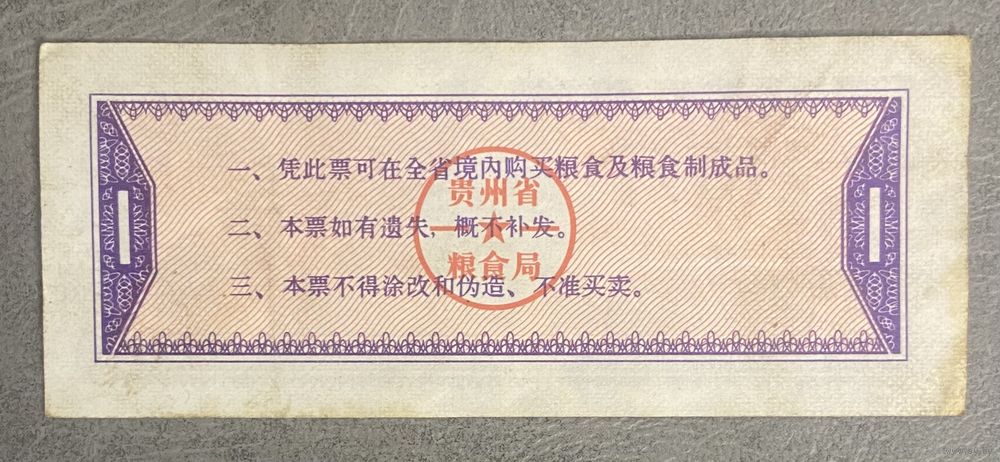 一、凭此票可在全省境内购买粮食及粮食制成品。
二、本票如有遗失，概不补发。
三、本票不得涂改和伪造、不准买卖。
贵州省
粮食局